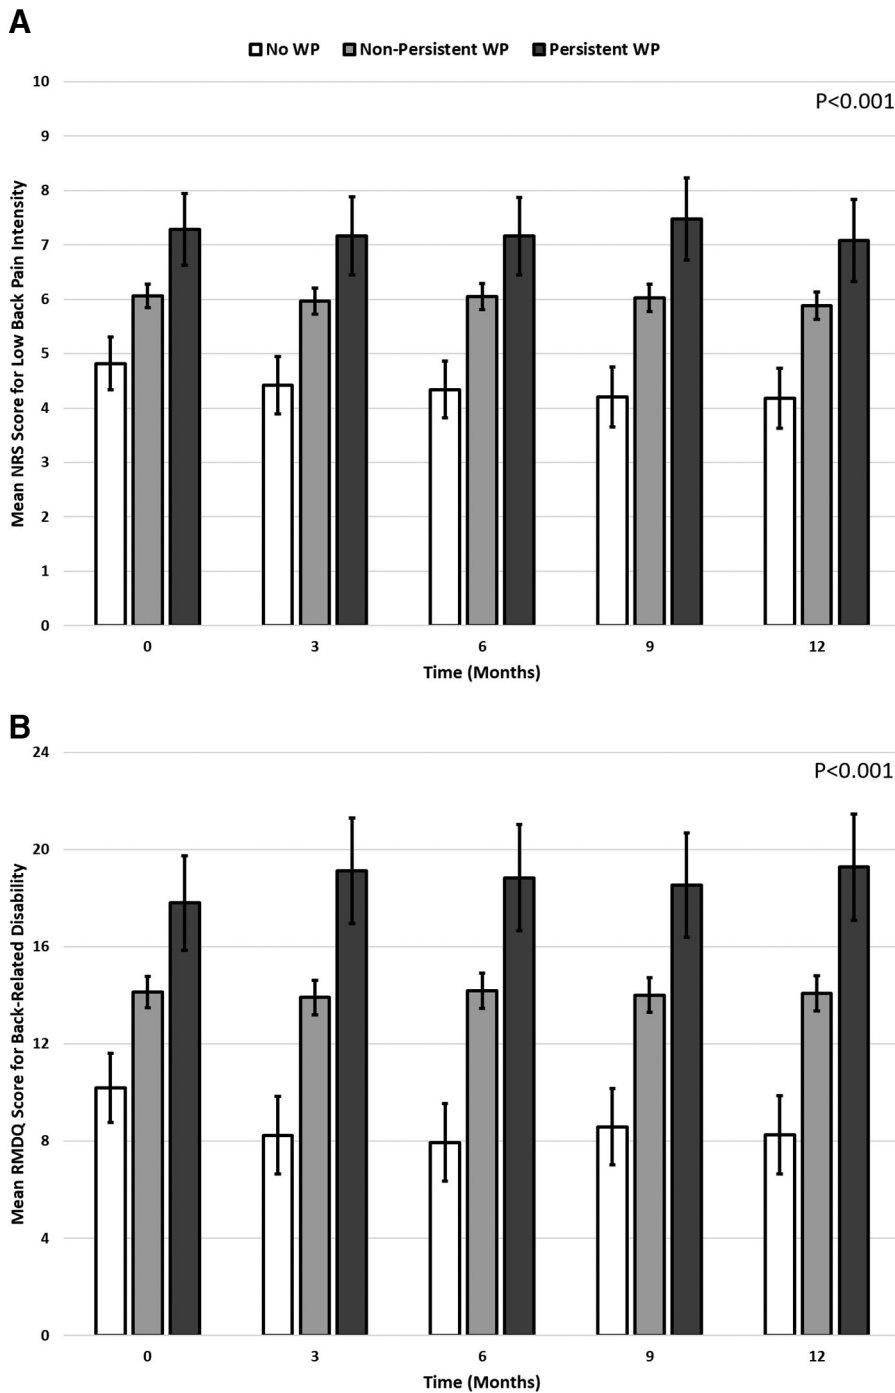 A
No WP Non-Persistent WP Persistent WP
P<0.001
10
9
8
7
6
5
4
3
2
1
0
Mean NRS Score for Low Back Pain Intensity
0 3 6 9 12
Time (Months)
B
P<0.001
24
20
16
12
8
4
0
Mean RMDQ Score for Back-Related Disability
0 3 6 9 12
Time (Months)